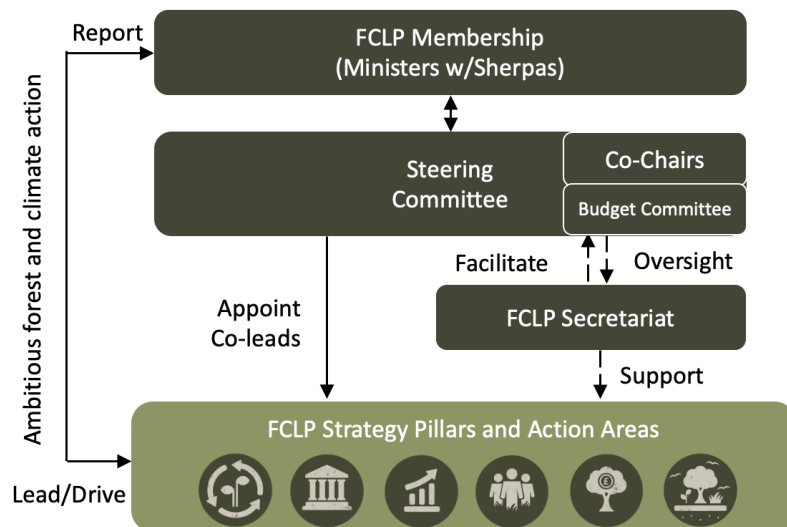 Report
FCLP Membership
(Ministers w/Sherpas)
Ambitious forest and climate action
Steering
Committee
Co-Chairs
Budget Committee
Facilitate
Oversight
Appoint
Co-leads
FCLP Secretariat
Support
FCLP Strategy Pillars and Action Areas
Lead/Drive
£